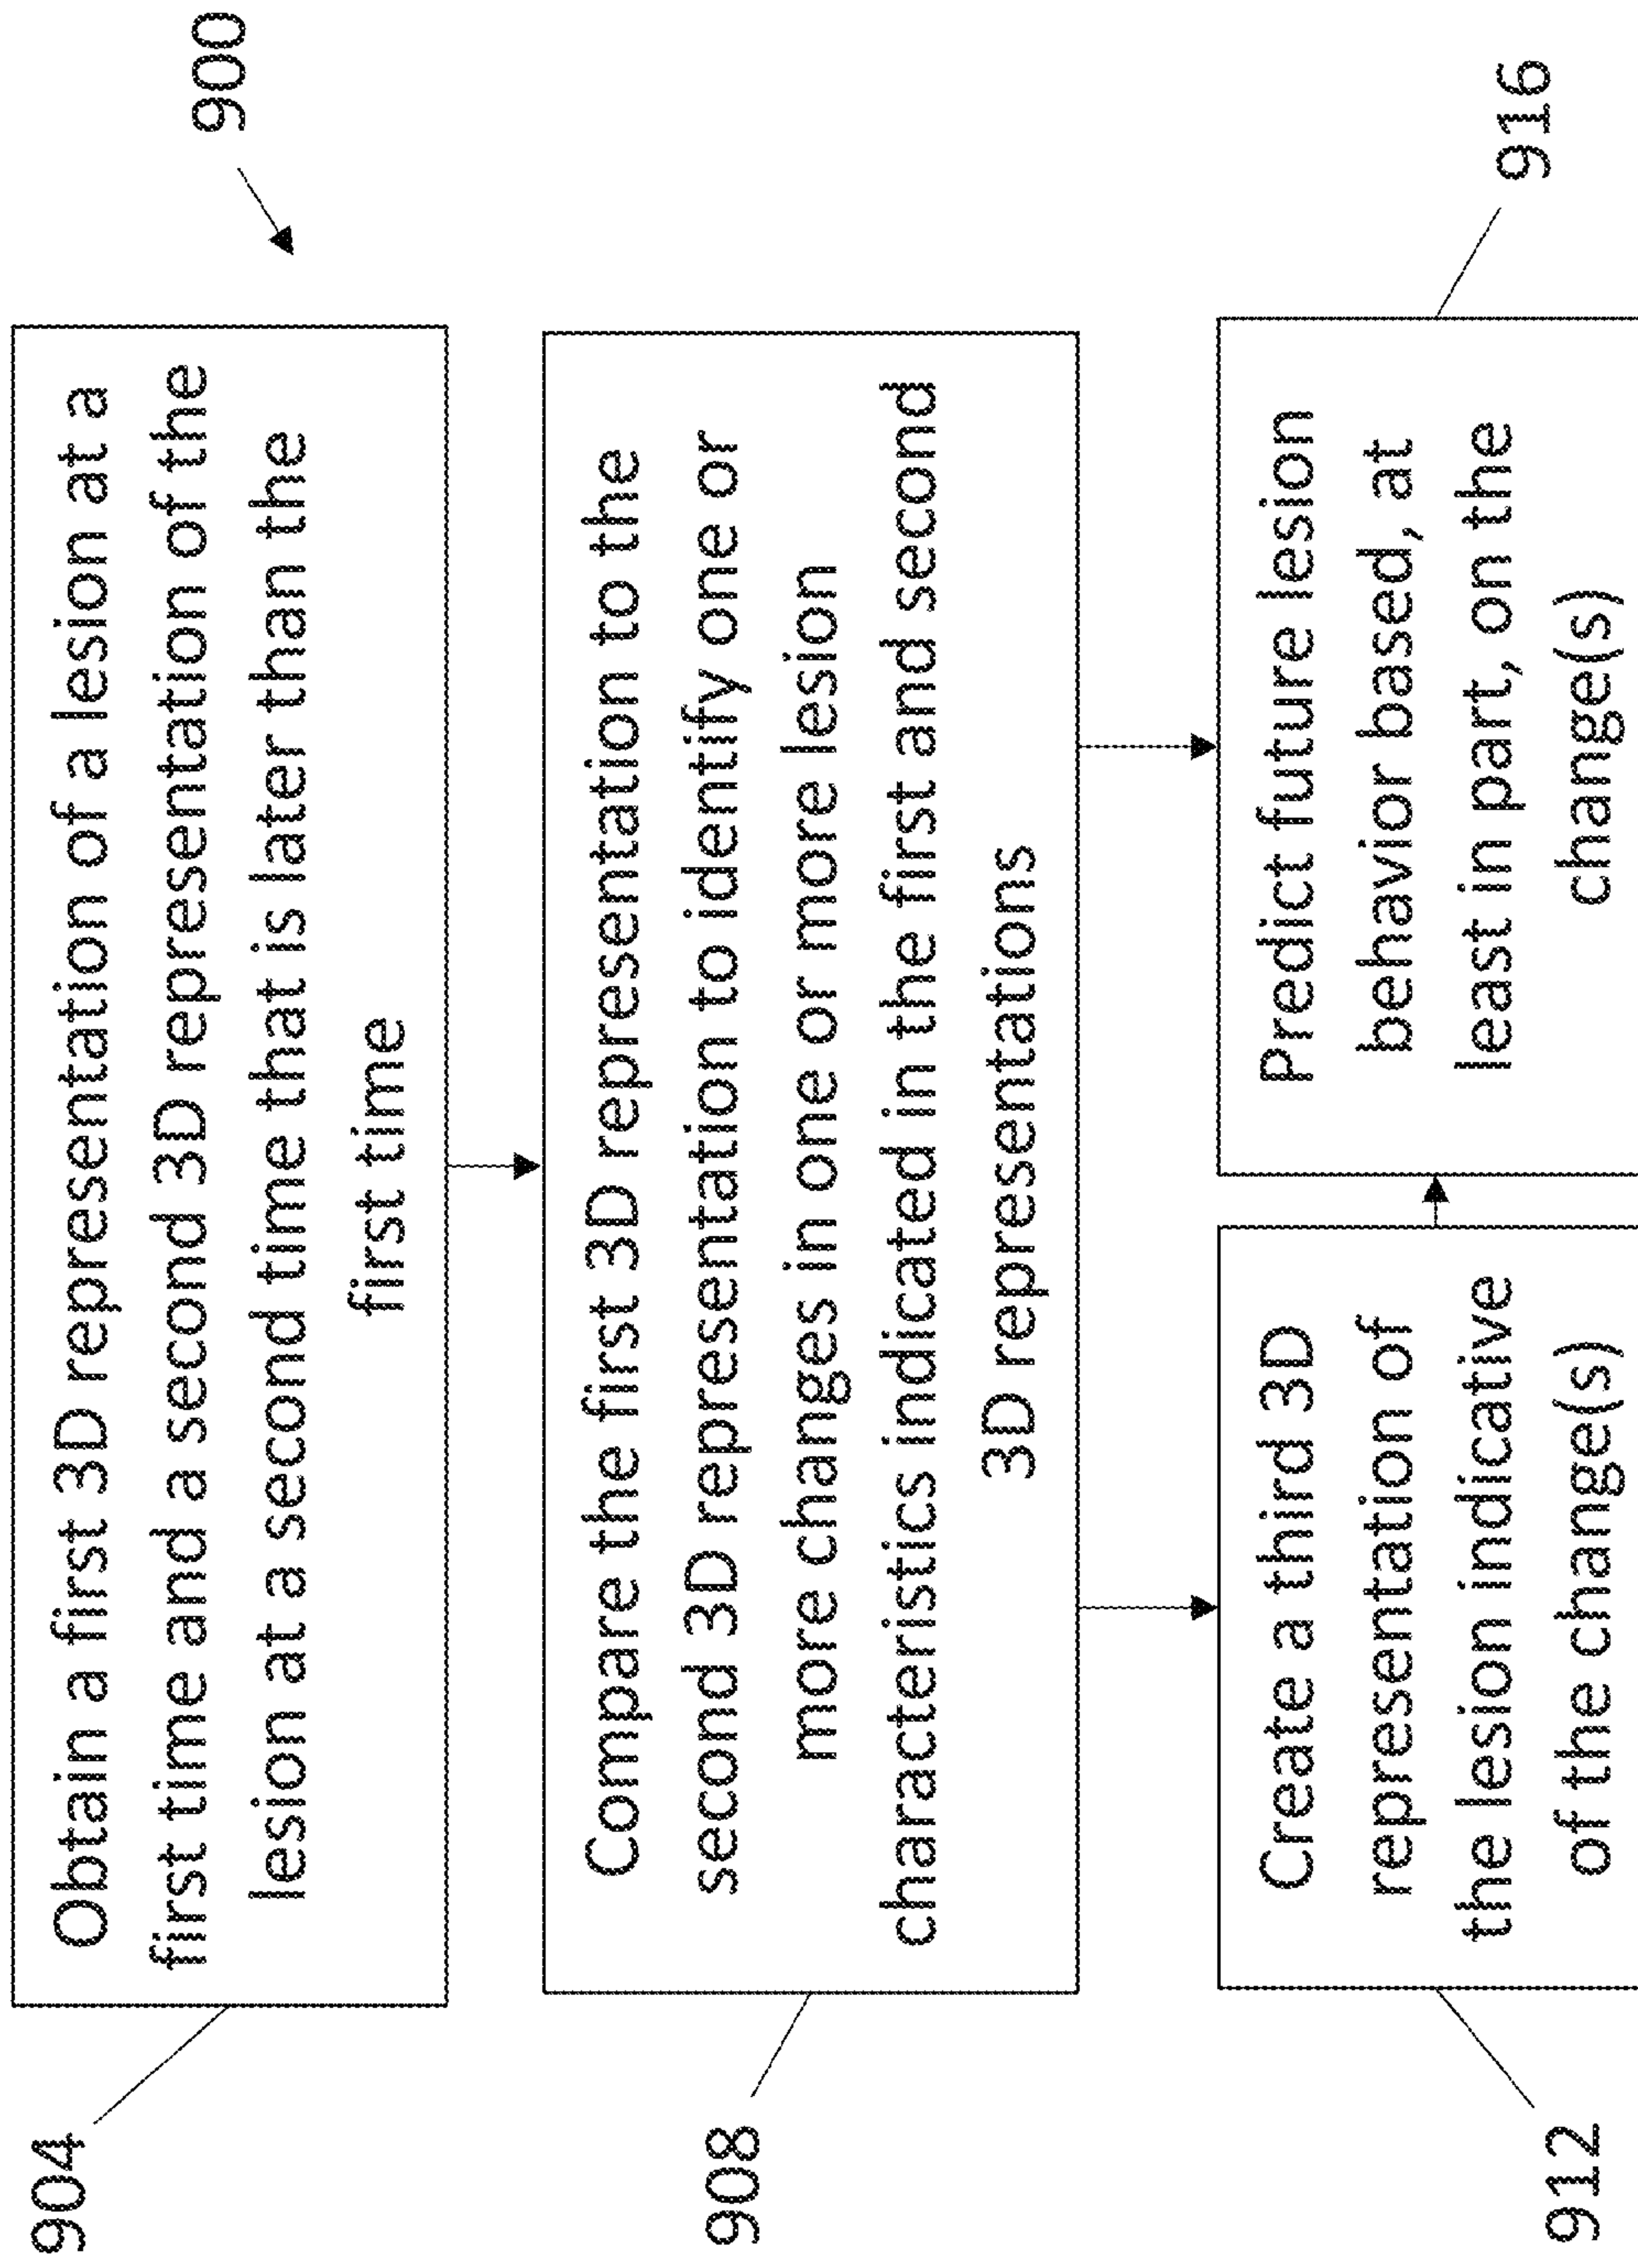 900
904
Obtain a first 3D representation of a lesion at a
first time and a second 3D representation of the
lesion at a second time that is later than the
first time
908
Compare the first 3D representation to the
second 3D representation to identify one or
more changes in one or more lesion
characteristics indicated in the first and second
3D representations
912
Create a third 3D
representation of
the lesion indicative
of the change(s)
Predict future lesion
behavior based, at
least in part, on the
change(s)
916